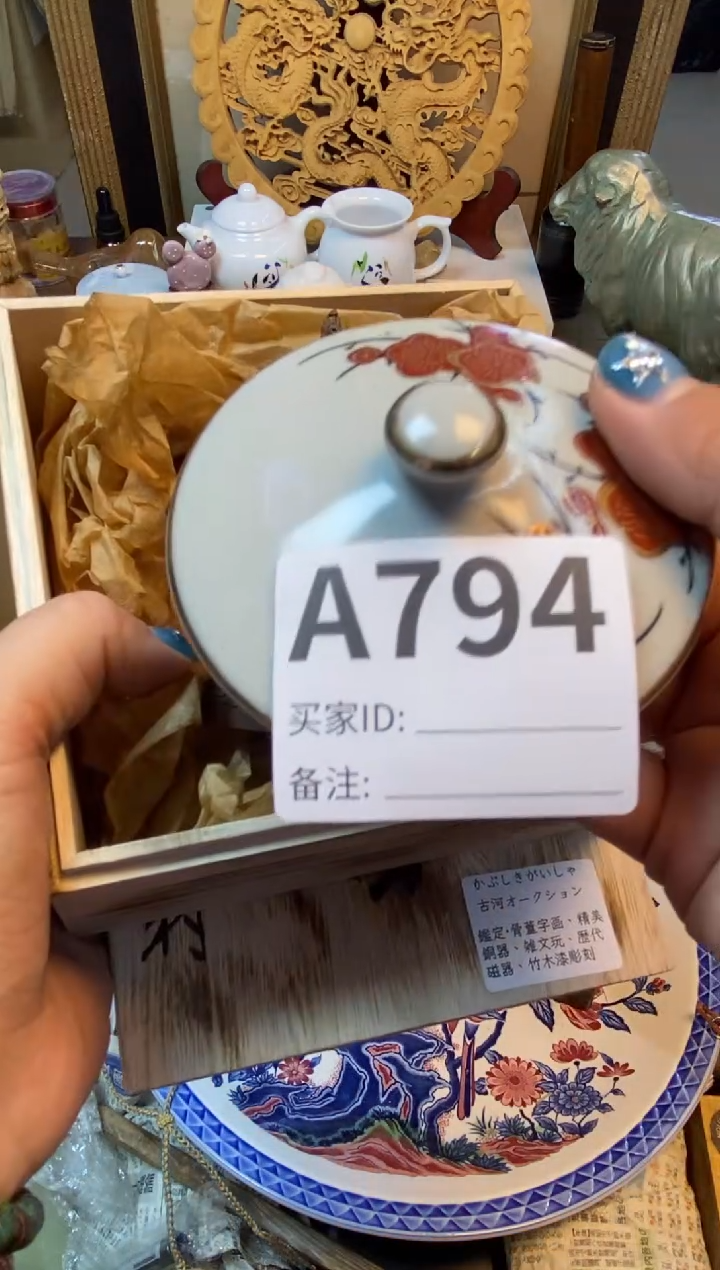 A794
买家ID:
备注:
かぶしきがいしゃ
古河オークション
鑑定·骨董字画、精美
銅器、雑文玩、歴代
磁器、竹木漆彫刻